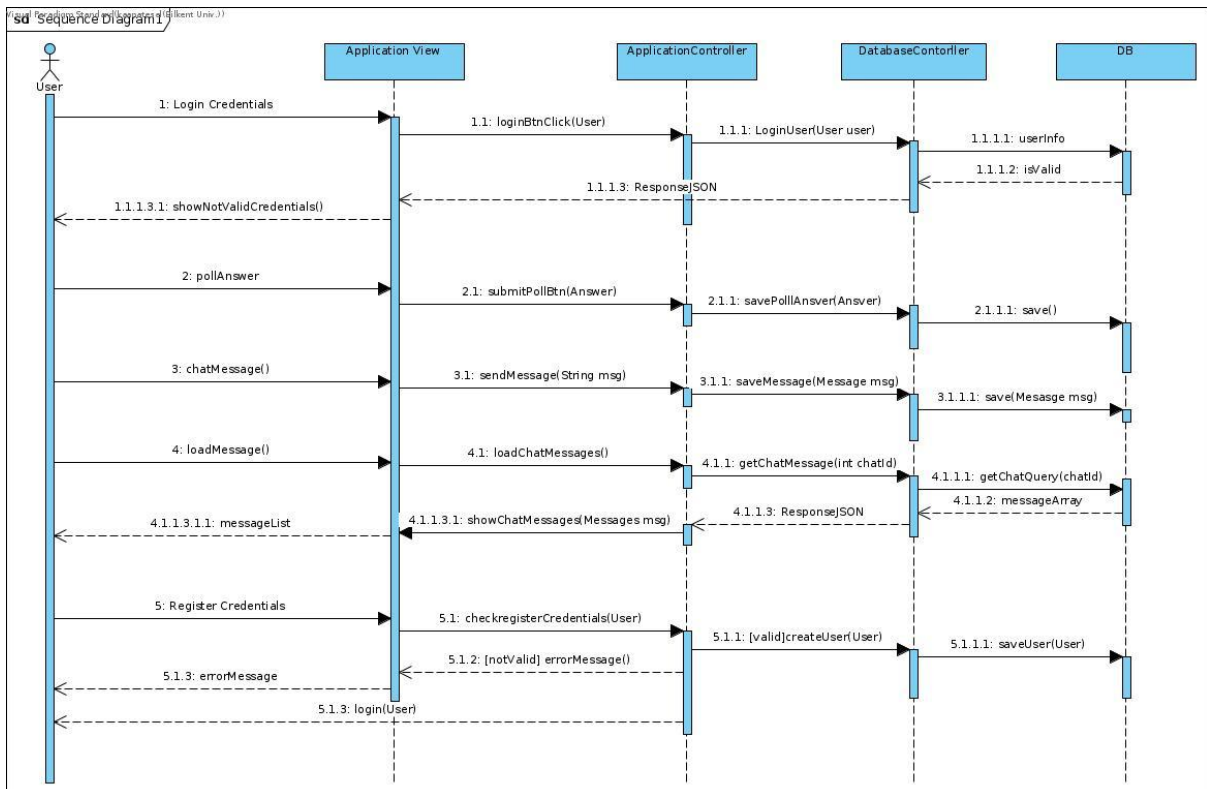 Visual Paradigm Standard(kaanatesel(Bilkent Univ.))
sd Sequence Diagram1
User
Application View
ApplicationController
DatabaseContorller
DB
1: Login Credentials
1.1: loginBtnClick(User)
1.1.1: LoginUser(User user)
1.1.1.1: userInfo
1.1.1.2: isValid
1.1.1.3: ResponseJSON
1.1.1.3.1: showNotValidCredentials()
2: pollAnswer
2.1: submitPollBtn(Answer)
2.1.1: savePolllAnsver(Ansver)
2.1.1.1: save()
3: chatMessage()
3.1: sendMessage(String msg)
3.1.1: saveMessage(Message msg)
3.1.1.1: save(Mesasge msg)
4: loadMessage()
4.1: loadChatMessages()
4.1.1: getChatMessage(int chatId)
4.1.1.1: getChatQuery(chatId)
4.1.1.2: messageArray
4.1.1.3: ResponseJSON
4.1.1.3.1: showChatMessages(Messages msg)
4.1.1.3.1.1: messageList
5: Register Credentials
5.1: checkregisterCredentials(User)
5.1.1: [valid]createUser(User)
5.1.1.1: saveUser(User)
5.1.2: [notValid] errorMessage()
5.1.3: errorMessage
5.1.3: login(User)